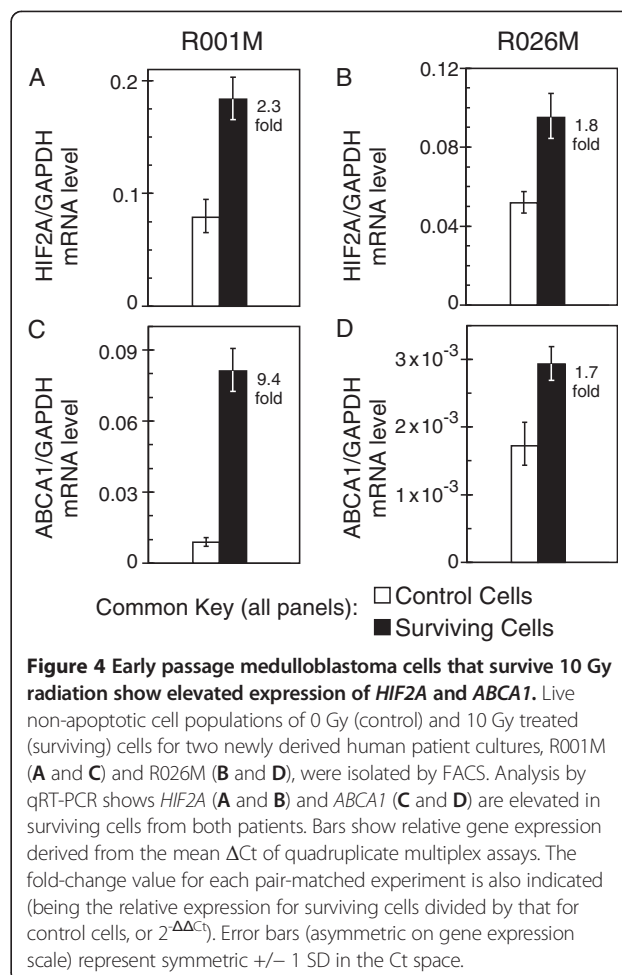 R001M
R026M
A
HIF2A/GAPDH
mRNA level
0.2
0.1
0
2.3
fold
B
HIF2A/GAPDH
mRNA level
0.12
0.08
0.04
0
1.8
fold
C
ABCA1/GAPDH
mRNA level
0.09
0.06
0.03
0
9.4
fold
D
ABCA1/GAPDH
mRNA level
3 x 10⁻³
2 x 10⁻³
1 x 10⁻³
0
1.7
fold
Common Key (all panels):
Control Cells
Surviving Cells
Figure 4 Early passage medulloblastoma cells that survive 10 Gy
radiation show elevated expression of HIF2A and ABCA1. Live
non-apoptotic cell populations of 0 Gy (control) and 10 Gy treated
(surviving) cells for two newly derived human patient cultures, R001M
(A and C) and R026M (B and D), were isolated by FACS. Analysis by
qRT-PCR shows HIF2A (A and B) and ABCA1 (C and D) are elevated in
surviving cells from both patients. Bars show relative gene expression
derived from the mean ΔCt of quadruplicate multiplex assays. The
fold-change value for each pair-matched experiment is also indicated
(being the relative expression for surviving cells divided by that for
control cells, or 2⁻ΔΔCt). Error bars (asymmetric on gene expression
scale) represent symmetric +/− 1 SD in the Ct space.